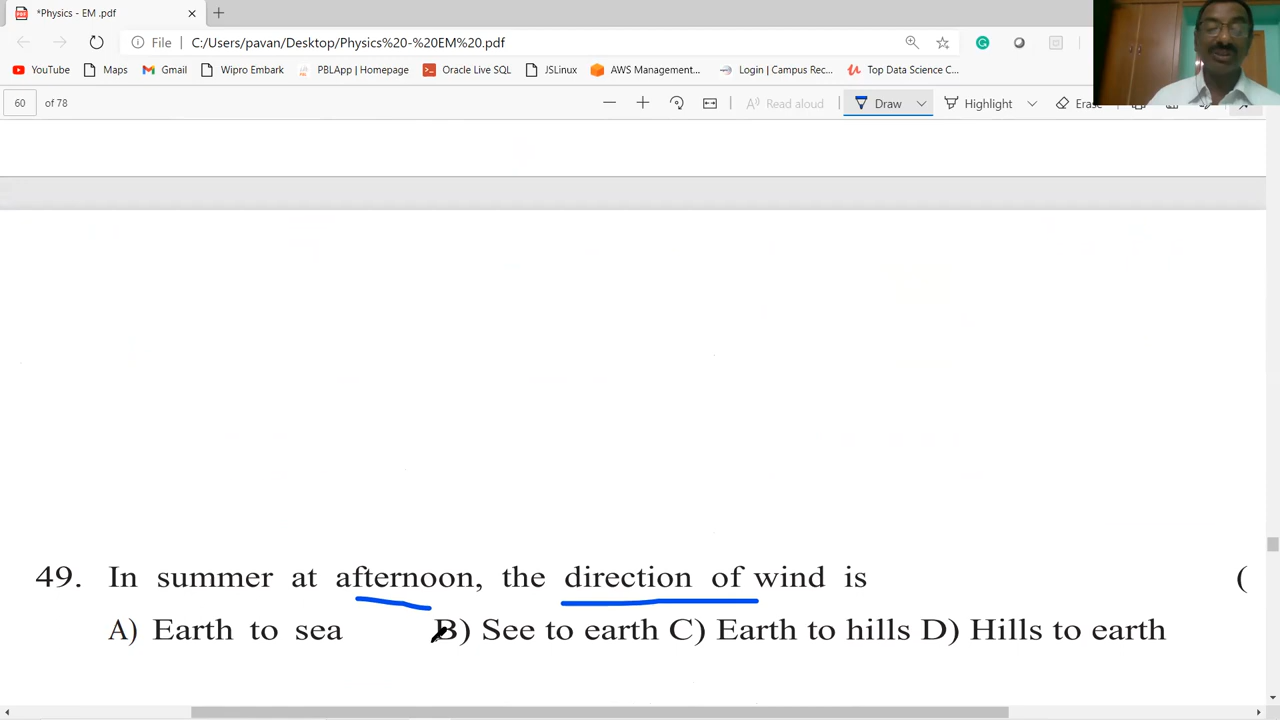 *Physics - EM .pdf
File C:/Users/pavan/Desktop/Physics%20-%20EM%20.pdf
YouTube Maps Gmail Wipro Embark PBLApp | Homepage Oracle Live SQL JSLinux AWS Management... Login | Campus Rec... Top Data Science C...
60 of 78 Read aloud Draw Highlight Erase
49. In summer at afternoon, the direction of wind is (
A) Earth to sea B) See to earth C) Earth to hills D) Hills to earth